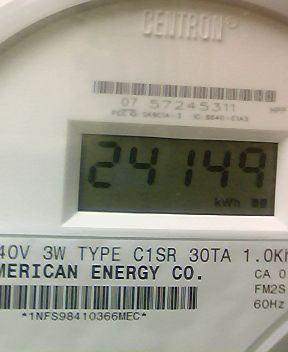 CENTRON®
07 57245311
24149
kWh
40V 3W TYPE C1SR 30TA 1.0Kh
MERICAN ENERGY CO.
CA 0
FM2S
60Hz
*1NFS98410366MEC*